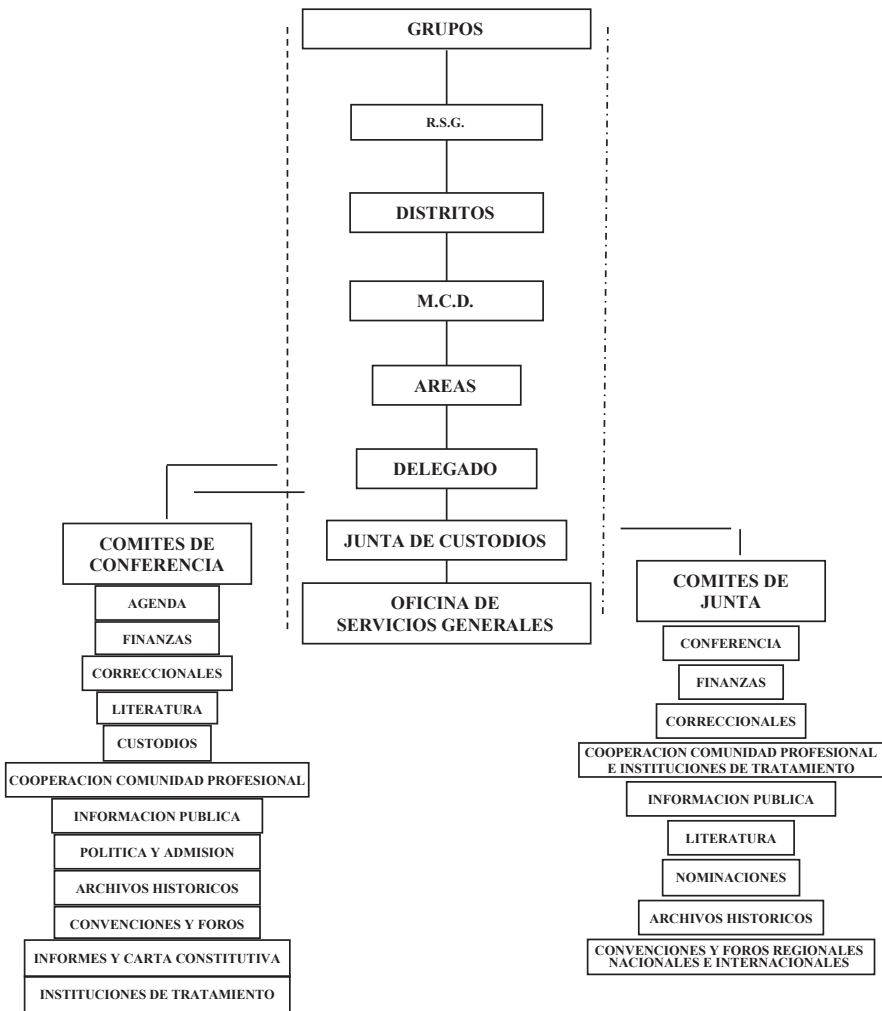 GRUPOS
R.S.G.
DISTRITOS
M.C.D.
AREAS
DELEGADO
JUNTA DE CUSTODIOS
OFICINA DE
SERVICIOS GENERALES
COMITES DE
CONFERENCIA
AGENDA
FINANZAS
CORRECCIONALES
LITERATURA
CUSTODIOS
COOPERACION COMUNIDAD PROFESIONAL
INFORMACION PUBLICA
POLITICA Y ADMISION
ARCHIVOS HISTORICOS
CONVENCIONES Y FOROS
INFORMES Y CARTA CONSTITUTIVA
INSTITUCIONES DE TRATAMIENTO
COMITES DE
JUNTA
CONFERENCIA
FINANZAS
CORRECCIONALES
COOPERACION COMUNIDAD PROFESIONAL
E INSTITUCIONES DE TRATAMIENTO
INFORMACION PUBLICA
LITERATURA
NOMINACIONES
ARCHIVOS HISTORICOS
CONVENCIONES Y FOROS REGIONALES
NACIONALES E INTERNACIONALES